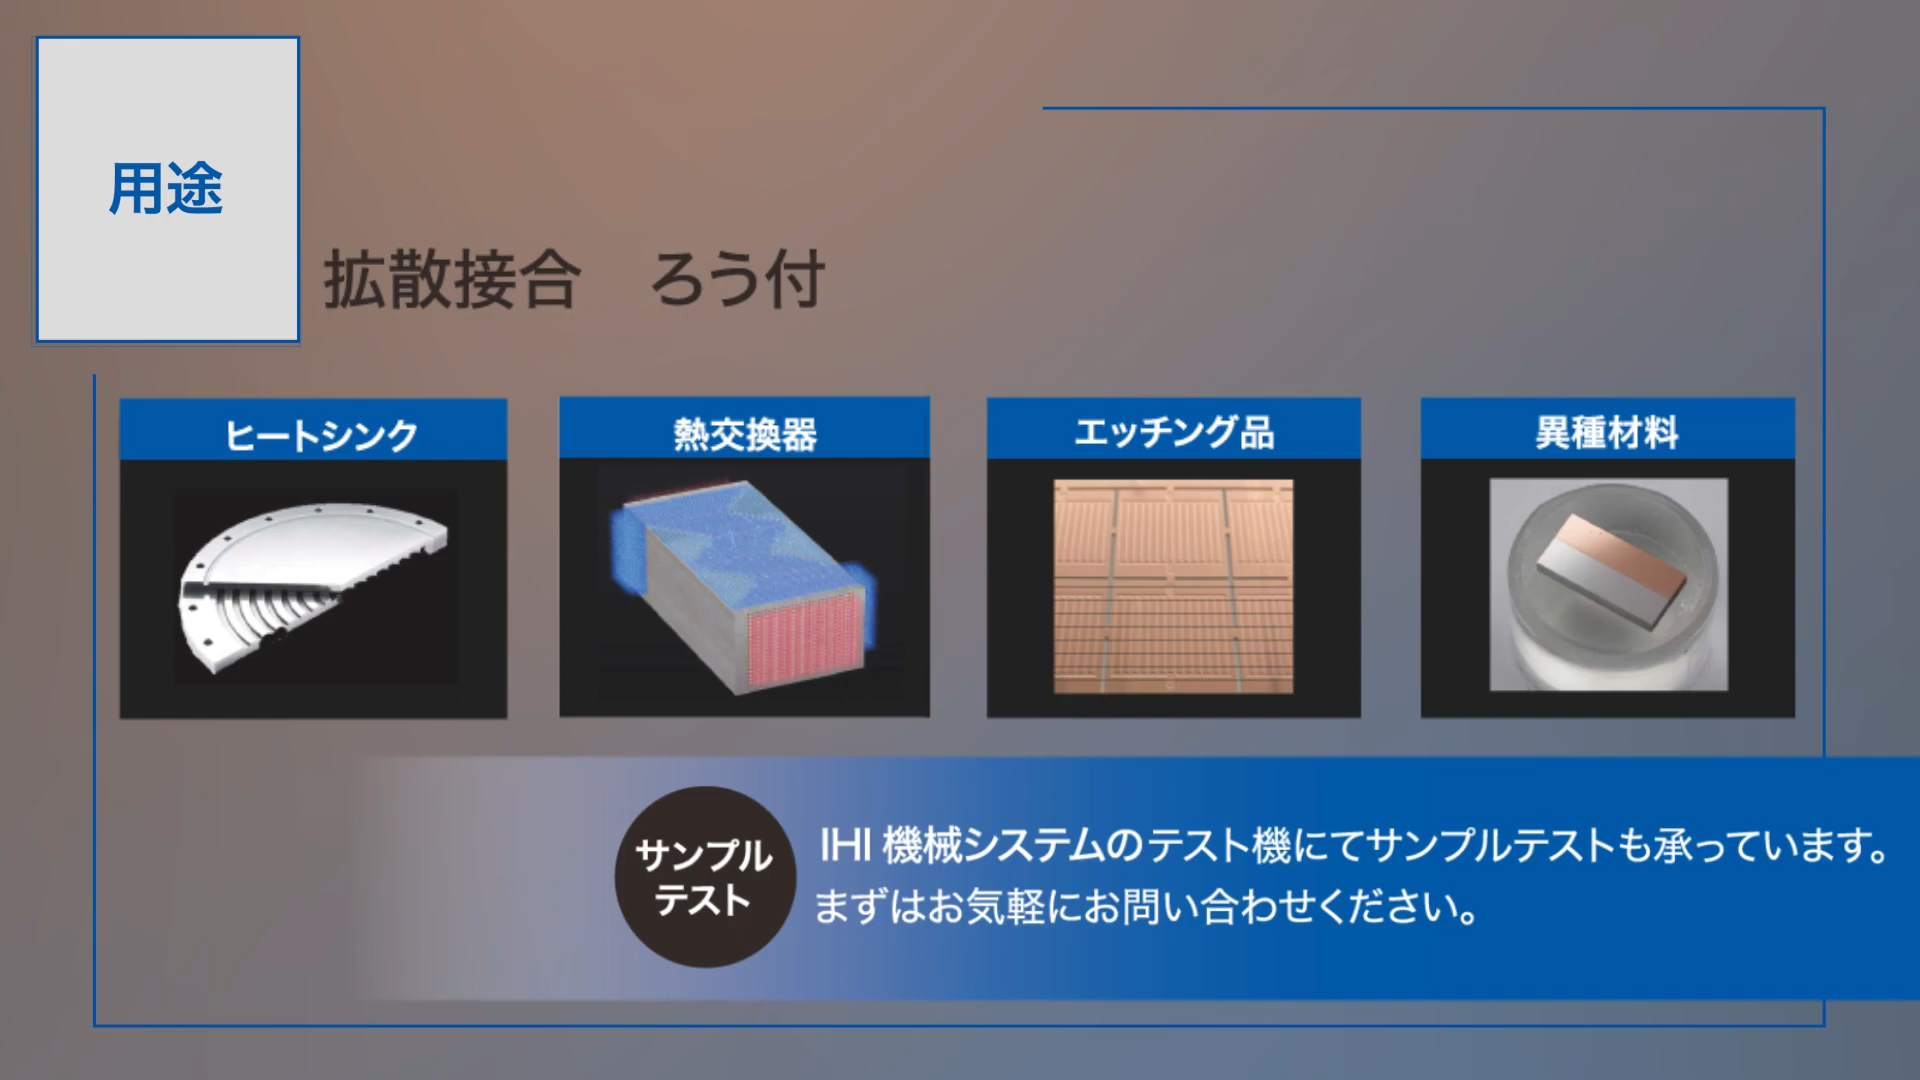 用途
拡散接合　ろう付
ヒートシンク
熱交換器
エッチング品
異種材料
サンプル
テスト
IHI 機械システムのテスト機にてサンプルテストも承っています。
まずはお気軽にお問い合わせください。